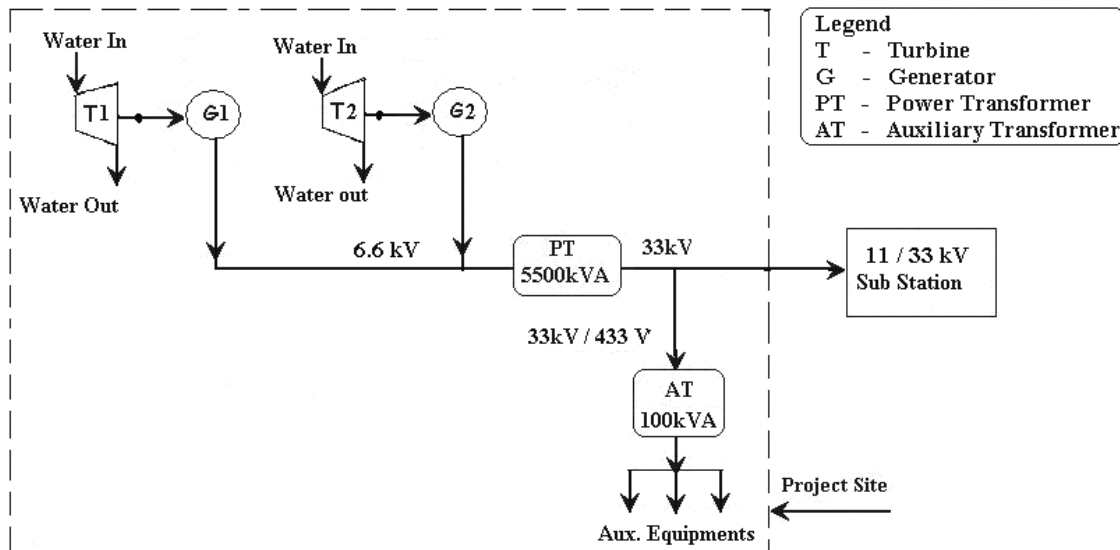 Water In
Water In
T1
G1
T2
G2
Water Out
Water out
Legend
T - Turbine
G - Generator
PT - Power Transformer
AT - Auxiliary Transformer
6.6 kV
PT
5500kVA
33kV
11 / 33 kV
Sub Station
33kV / 433 V
AT
100kVA
Project Site
Aux. Equipments